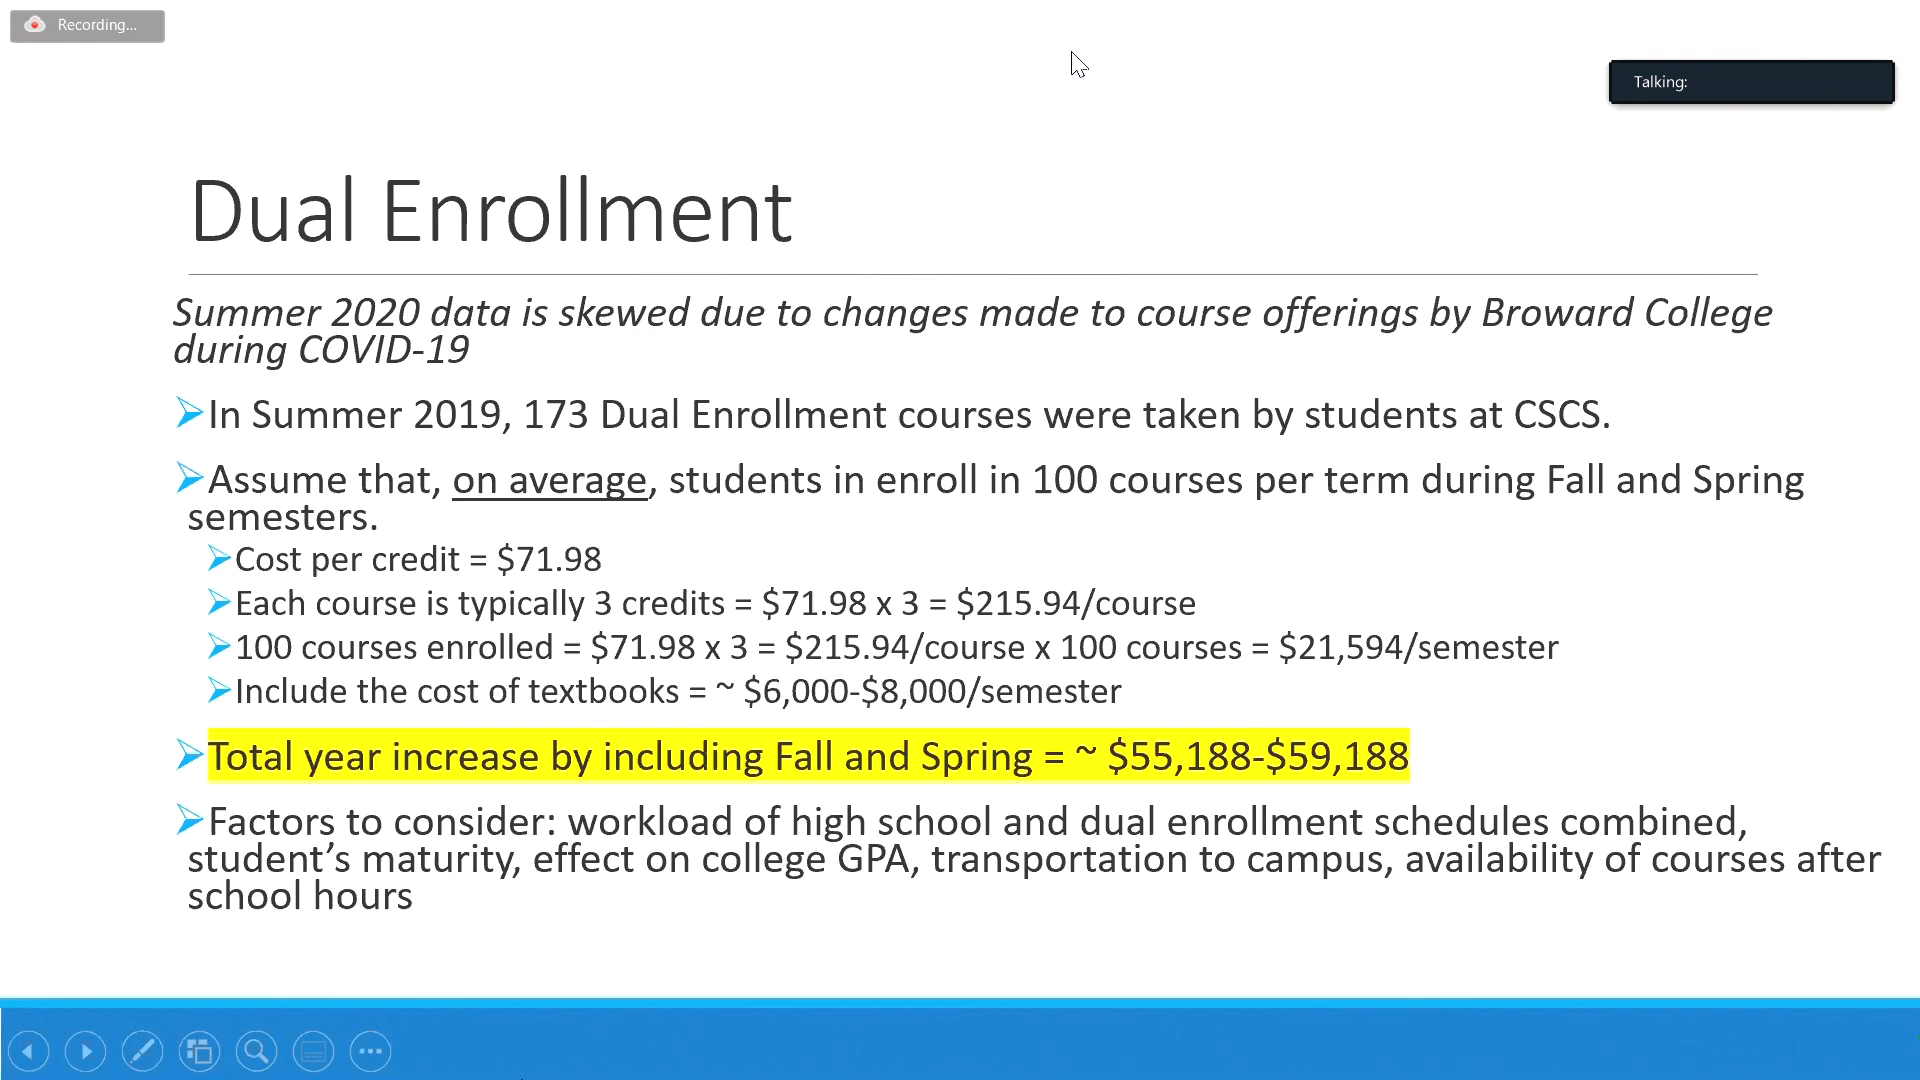 Recording...
Talking:
Dual Enrollment
Summer 2020 data is skewed due to changes made to course offerings by Broward College
during COVID-19
In Summer 2019, 173 Dual Enrollment courses were taken by students at CSCS.
Assume that, on average, students in enroll in 100 courses per term during Fall and Spring
semesters.
Cost per credit = $71.98
Each course is typically 3 credits = $71.98 x 3 = $215.94/course
100 courses enrolled = $71.98 x 3 = $215.94/course x 100 courses = $21,594/semester
Include the cost of textbooks = ~ $6,000-$8,000/semester
Total year increase by including Fall and Spring = ~ $55,188-$59,188
Factors to consider: workload of high school and dual enrollment schedules combined,
student’s maturity, effect on college GPA, transportation to campus, availability of courses after
school hours